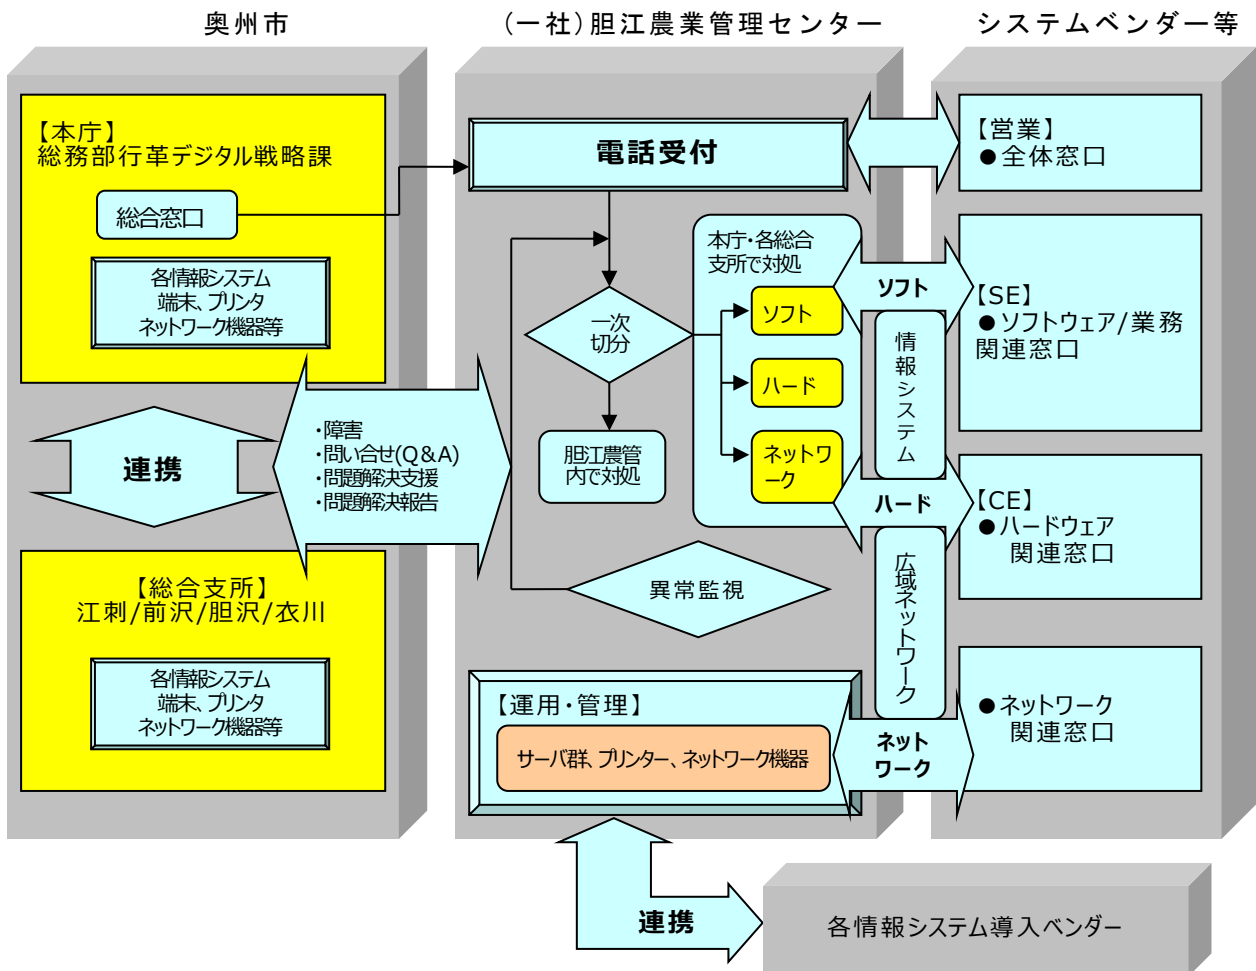 奥州市
(一社)胆江農業管理センター
システムベンダー等
【本庁】
総務部行革デジタル戦略課
総合窓口
各情報システム
端末、プリンタ
ネットワーク機器等
連携
・障害
・問い合せ(Q&A)
・問題解決支援
・問題解決報告
【総合支所】
江刺/前沢/胆沢/衣川
各情報システム
端末、プリンタ
ネットワーク機器等
電話受付
一次
切分
胆江農管
内で対処
本庁・各総合
支所で対処
ソフト
ハード
ネットワ
ーク
異常監視
【運用・管理】
サーバ群、プリンター、ネットワーク機器
ソフト
情報システム
ハード
広域ネットワーク
ネット
ワーク
【営業】
●全体窓口
【SE】
●ソフトウェア/業務
関連窓口
【CE】
●ハードウェア
関連窓口
●ネットワーク
関連窓口
連携
各情報システム導入ベンダー